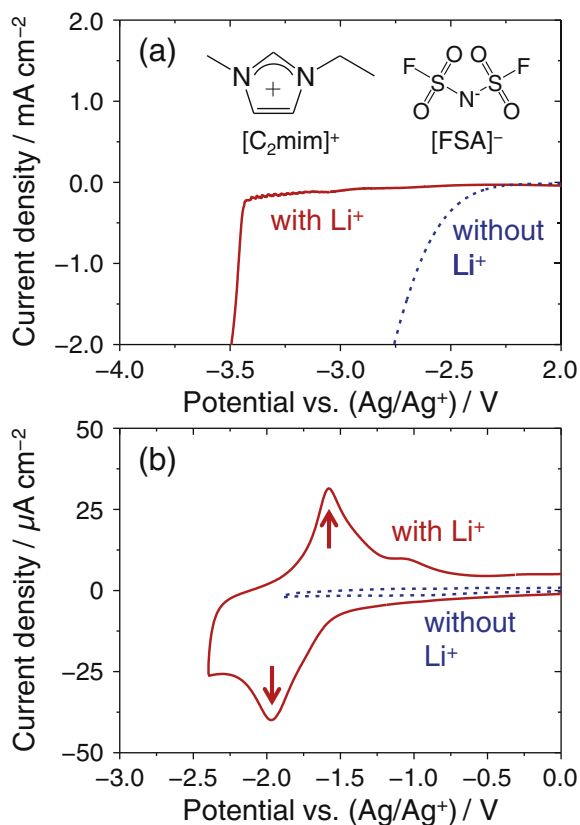 (a)
N
N
+
[C₂mim]⁺
F
O
O
F
S
N⁻
S
O
O
[FSA]⁻
Current density / mA cm⁻²
2.0
1.0
0.0
−1.0
−2.0
with Li⁺
without
Li⁺
−4.0 −3.5 −3.0 −2.5 2.0
Potential vs. (Ag/Ag⁺) / V
(b)
Current density / µA cm⁻²
50
25
0
−25
−50
with Li⁺
without
Li⁺
−3.0 −2.5 −2.0 −1.5 −1.0 −0.5 0.0
Potential vs. (Ag/Ag⁺) / V